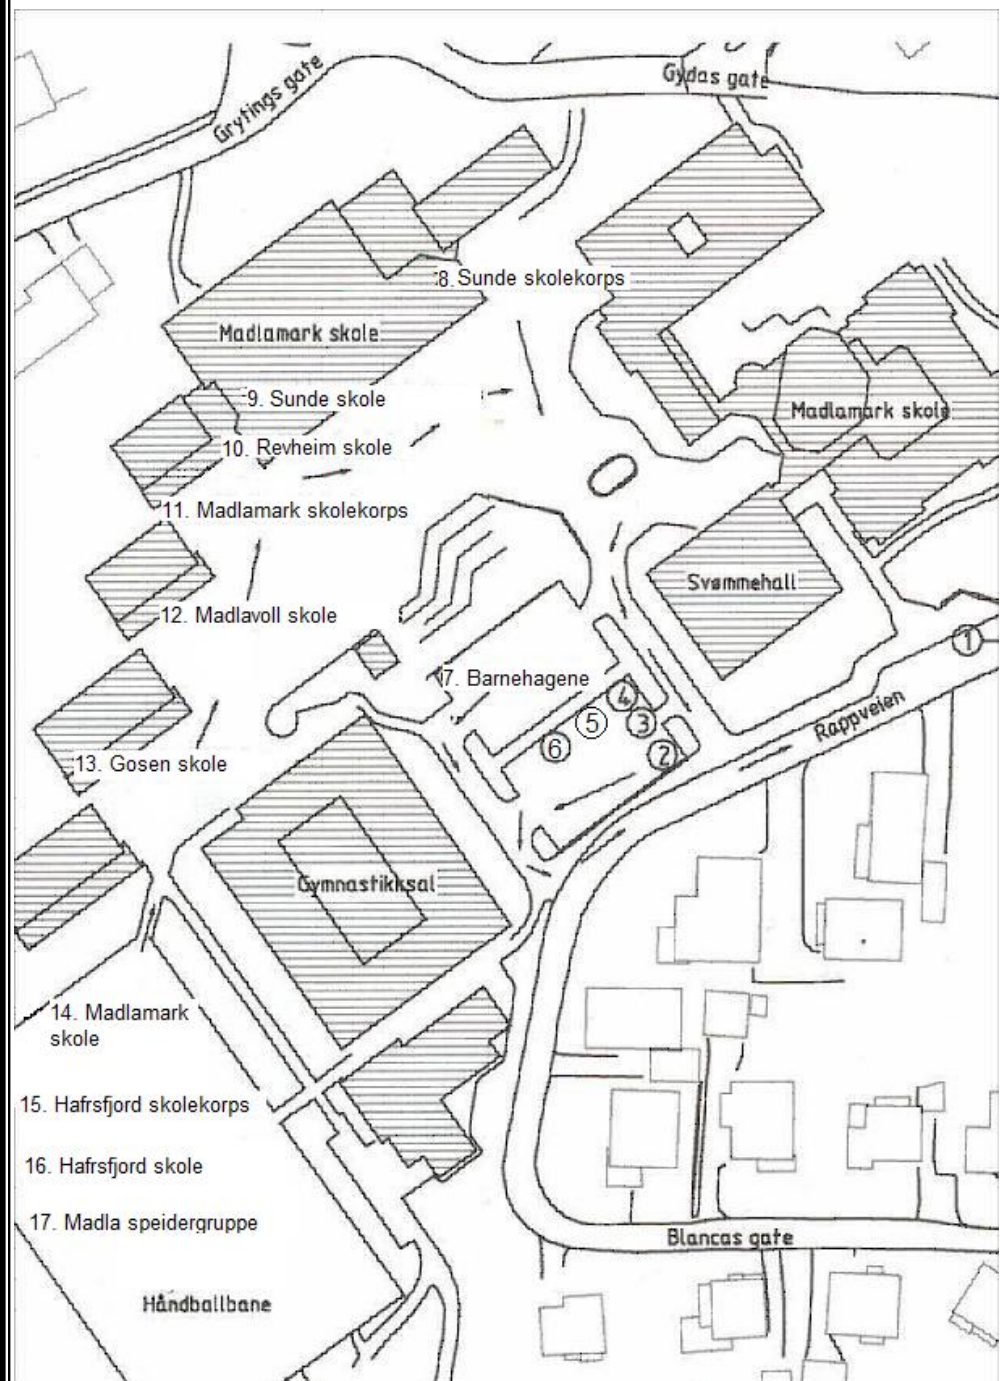 Grytings gate
Gydas gate
8. Sunde skolekorps
Madlamark skole
9. Sunde skole
Madlamark skole
10. Revheim skole
11. Madlamark skolekorps
Svømmehall
12. Madlavoll skole
1
7. Barnehagene
4
5
3
6
2
Rappveien
13. Gosen skole
Gymnastikksal
14. Madlamark
skole
15. Hafrsfjord skolekorps
16. Hafrsfjord skole
17. Madla speidergruppe
Blancas gate
Håndballbane